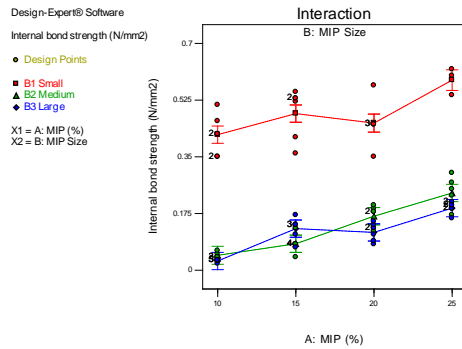 Design-Expert® Software
Internal bond strength (N/mm2)
Design Points
B1 Small
B2 Medium
B3 Large
X1 = A: MIP (%)
X2 = B: MIP Size
Interaction
B: MIP Size
Internal bond strength (N/mm2)
0.7
0.525
0.35
0.175
0
2
2
2
3
2
3
4
2
2
10
15
20
25
A: MIP (%)